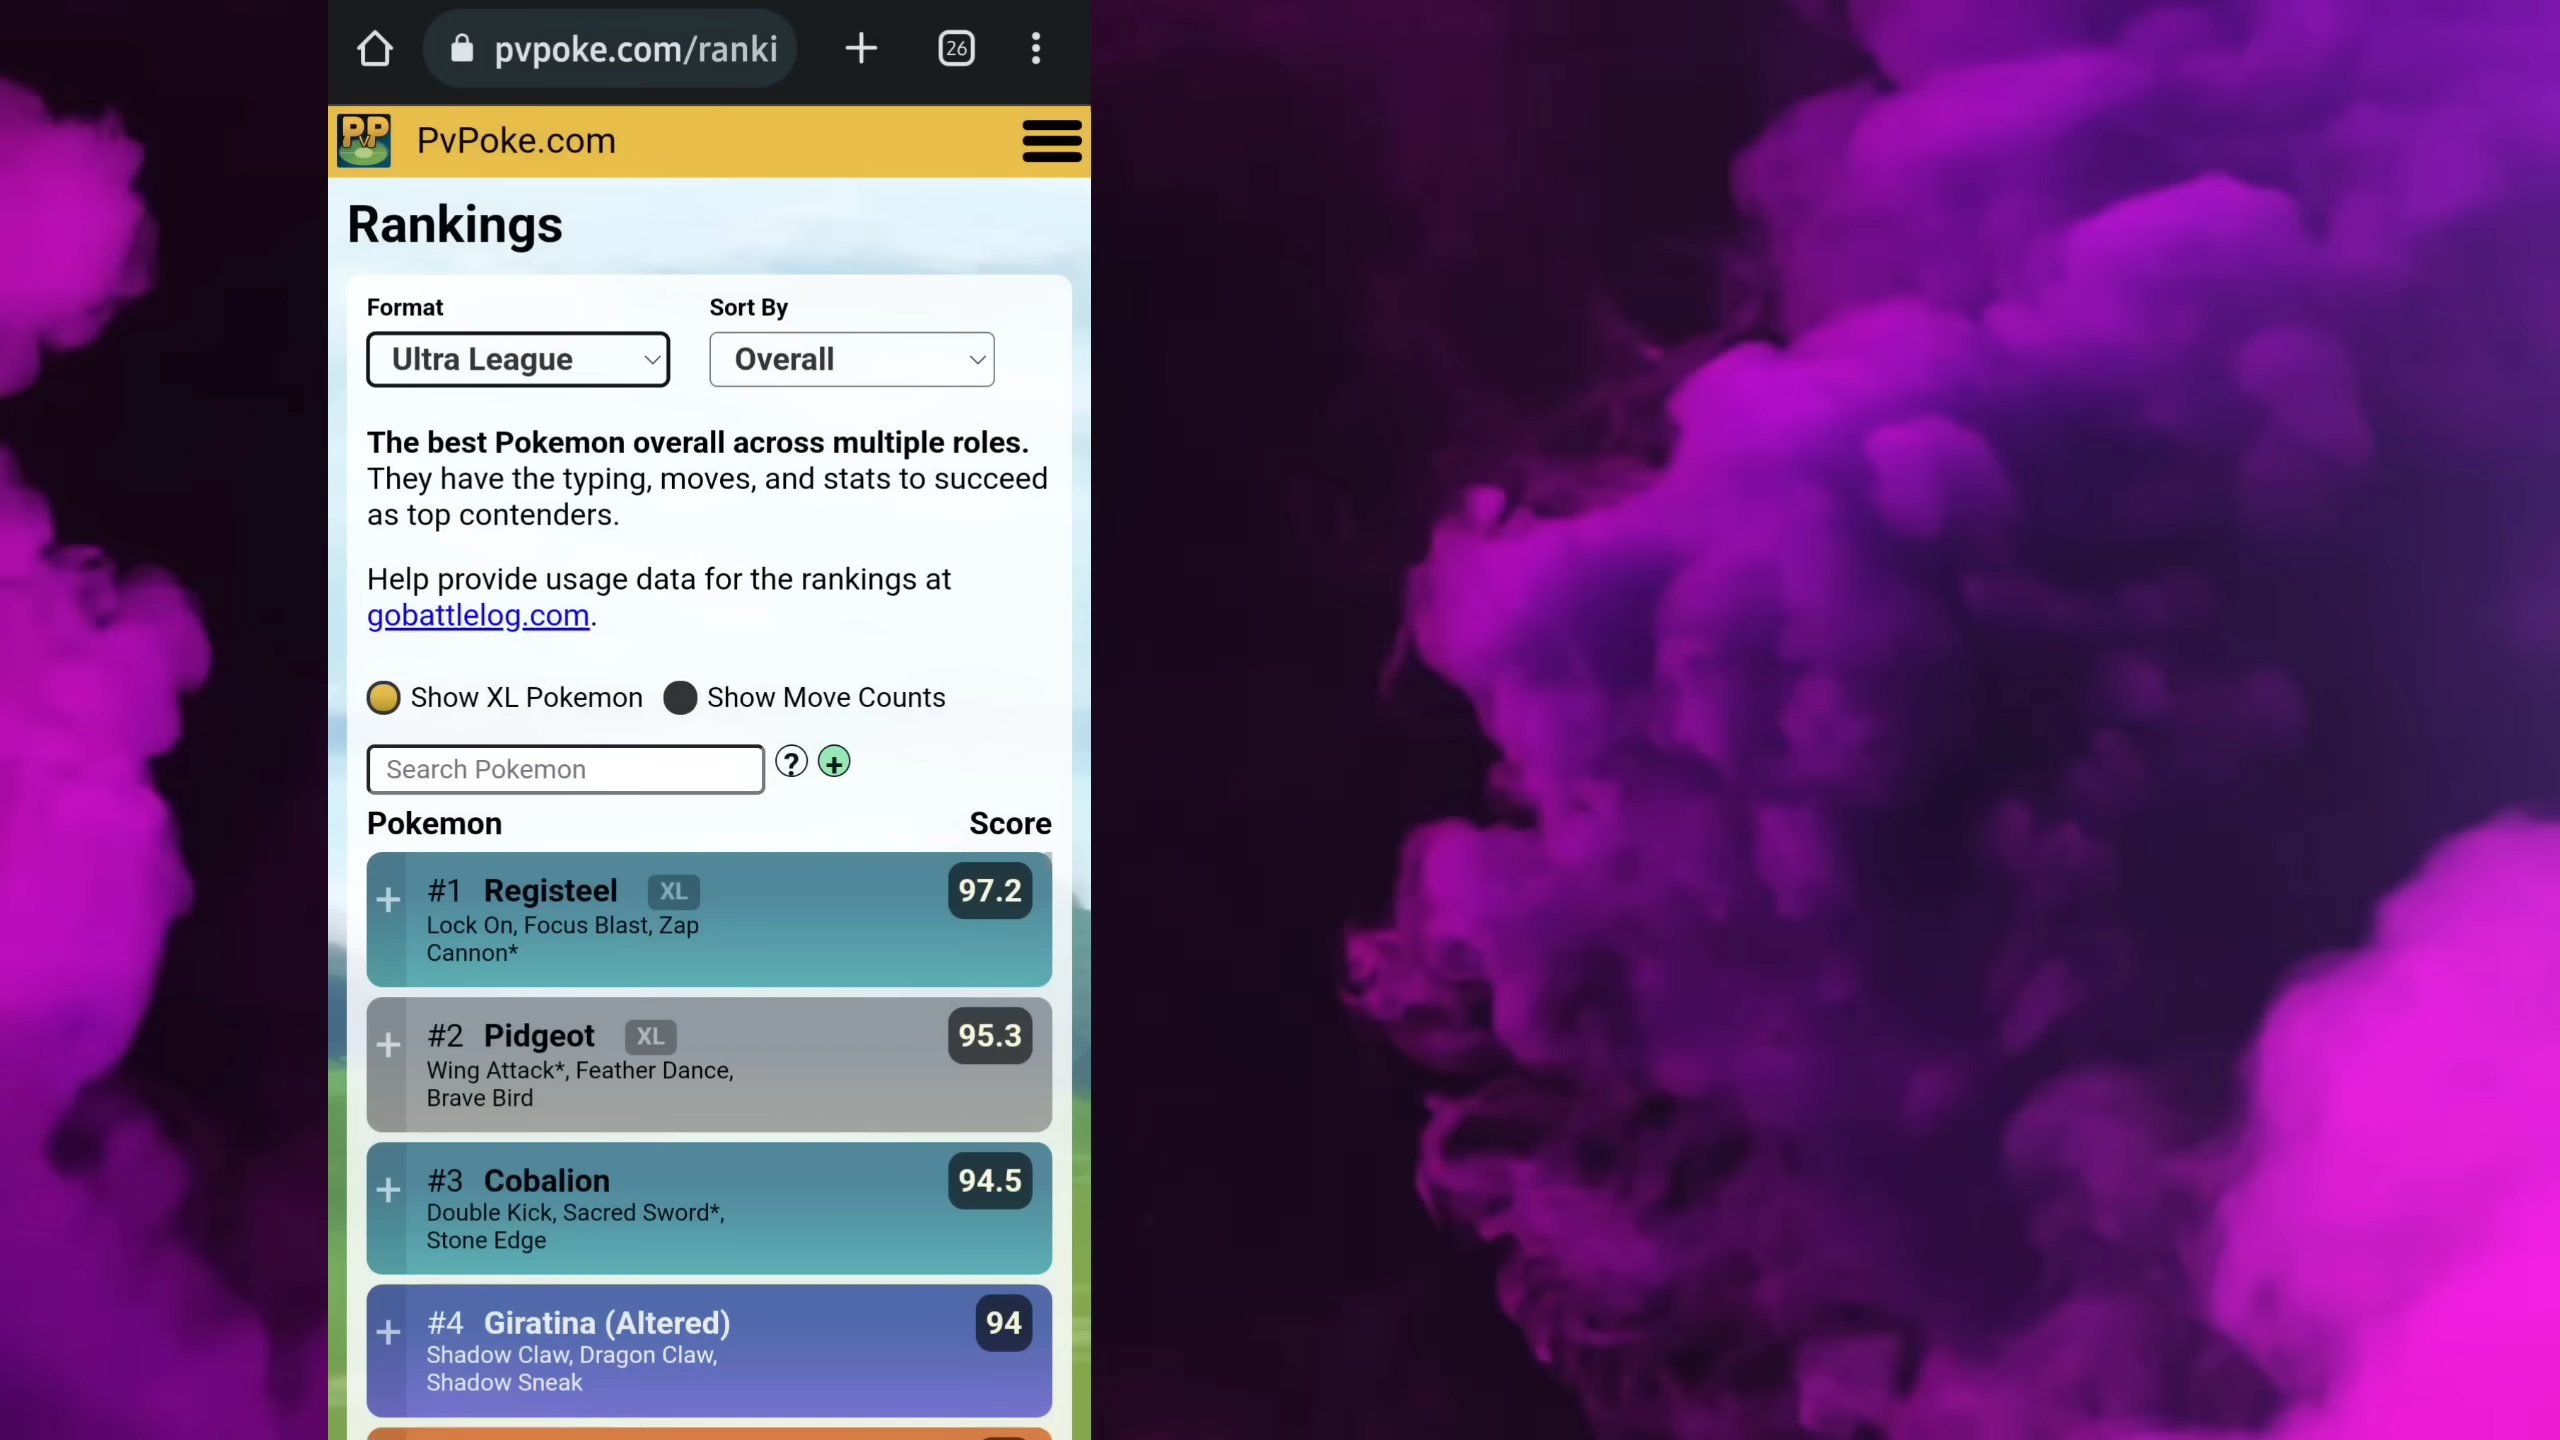 pvpoke.com/ranki
26
PvP
PvPoke.com
Rankings
Format
Sort By
Ultra League
Overall
The best Pokemon overall across multiple roles.
They have the typing, moves, and stats to succeed
as top contenders.
Help provide usage data for the rankings at
gobattlelog.com.
Show XL Pokemon
Show Move Counts
Search Pokemon
?
+
Pokemon
Score
+ #1 Registeel XL 97.2
Lock On, Focus Blast, Zap
Cannon*
+ #2 Pidgeot XL 95.3
Wing Attack*, Feather Dance,
Brave Bird
+ #3 Cobalion 94.5
Double Kick, Sacred Sword*,
Stone Edge
+ #4 Giratina (Altered) 94
Shadow Claw, Dragon Claw,
Shadow Sneak